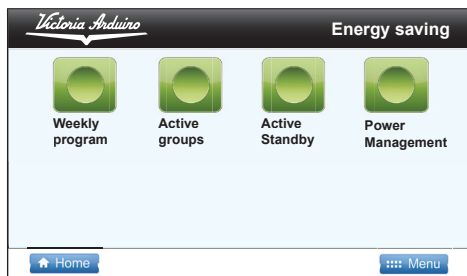 Victoria Arduino
Energy saving
Weekly
program
Active
groups
Active
Standby
Power
Management
Home
Menu